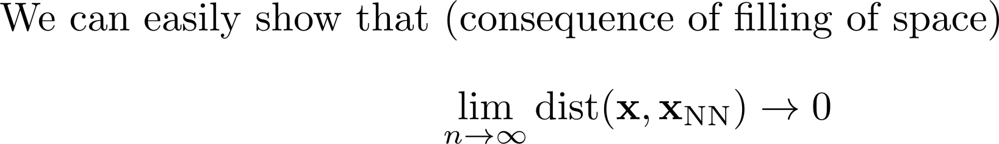 We can easily show that (consequence of filling of space)
lim dist(x, x_NN) → 0
n→∞